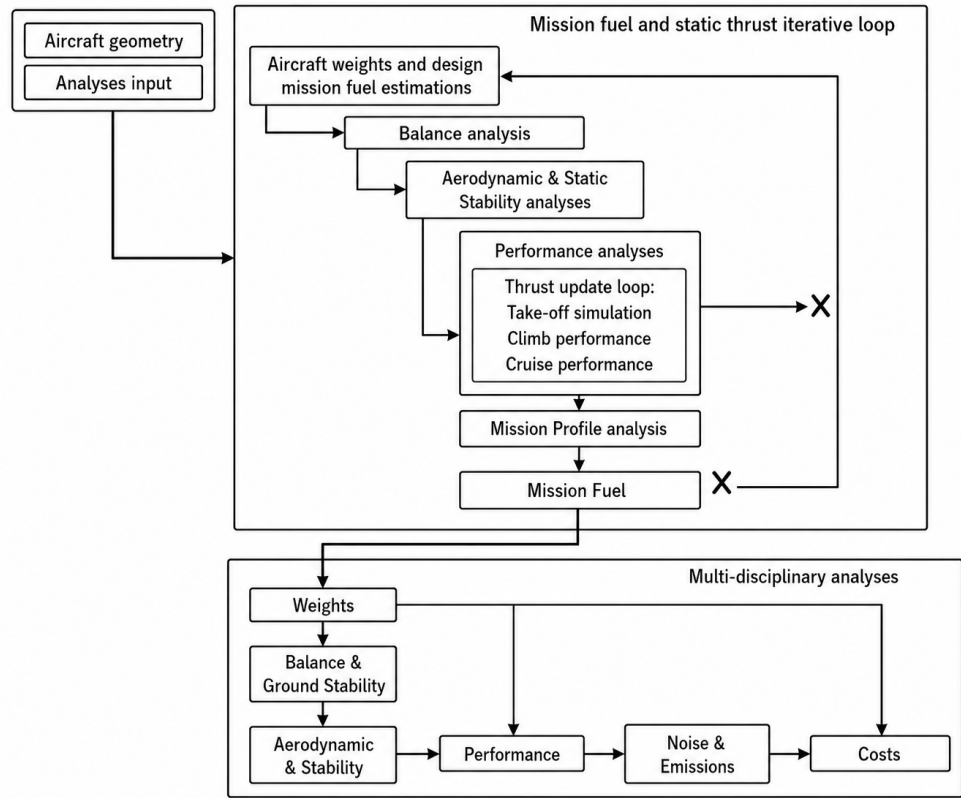 Aircraft geometry
Analyses input
Mission fuel and static thrust iterative loop
Aircraft weights and design
mission fuel estimations
Balance analysis
Aerodynamic & Static
Stability analyses
Performance analyses
Thrust update loop:
Take-off simulation
Climb performance
Cruise performance
Mission Profile analysis
Mission Fuel
Multi-disciplinary analyses
Weights
Balance &
Ground Stability
Aerodynamic
& Stability
Performance
Noise &
Emissions
Costs